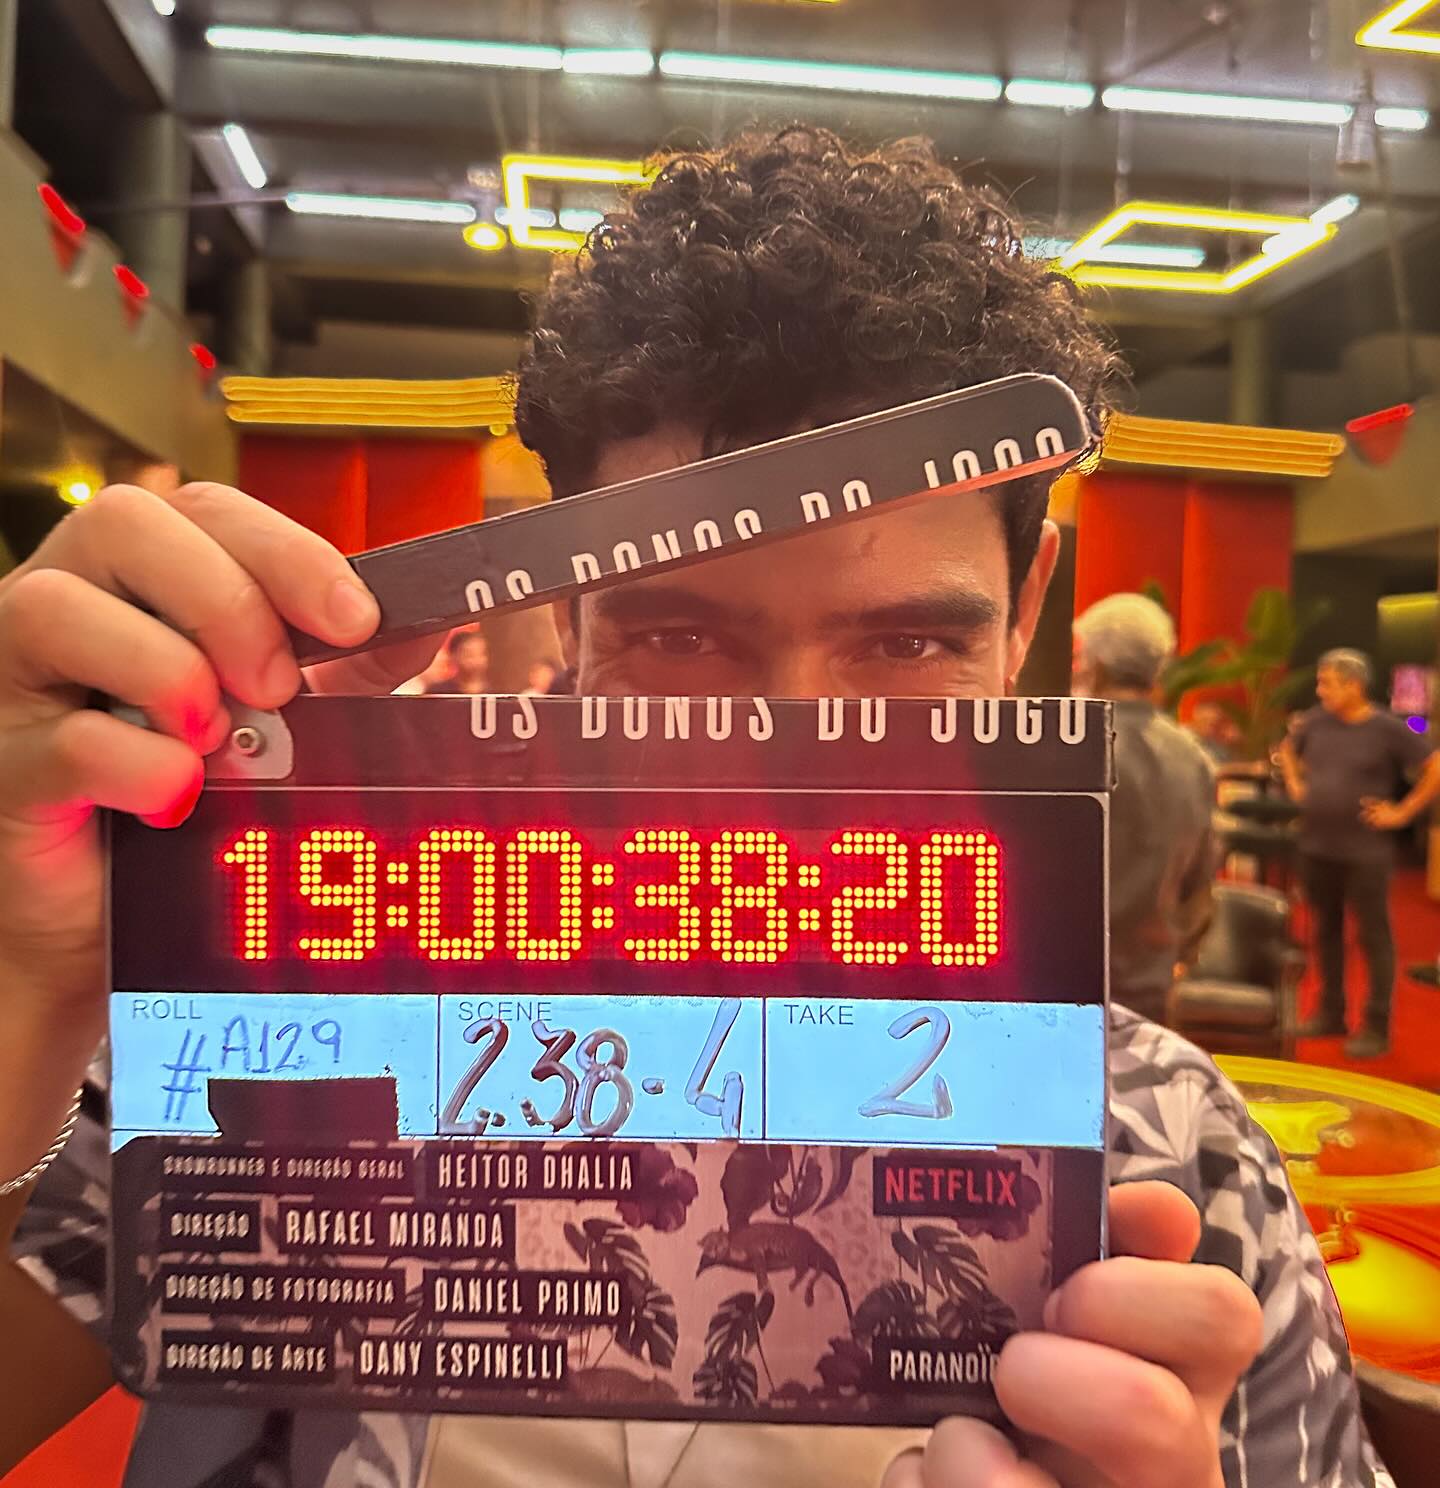 OS DONOS DO JOGO
OS DONOS DO JOGO
19:00:38:20
ROLL
#A129
SCENE
2.38-4
TAKE
2
SHOWRUNNER E DIREÇÃO GERAL HEITOR DHALIA
NETFLIX
DIREÇÃO RAFAEL MIRANDA
DIREÇÃO DE FOTOGRAFIA DANIEL PRIMO
DIREÇÃO DE ARTE DANY ESPINELLI
PARANOÏ